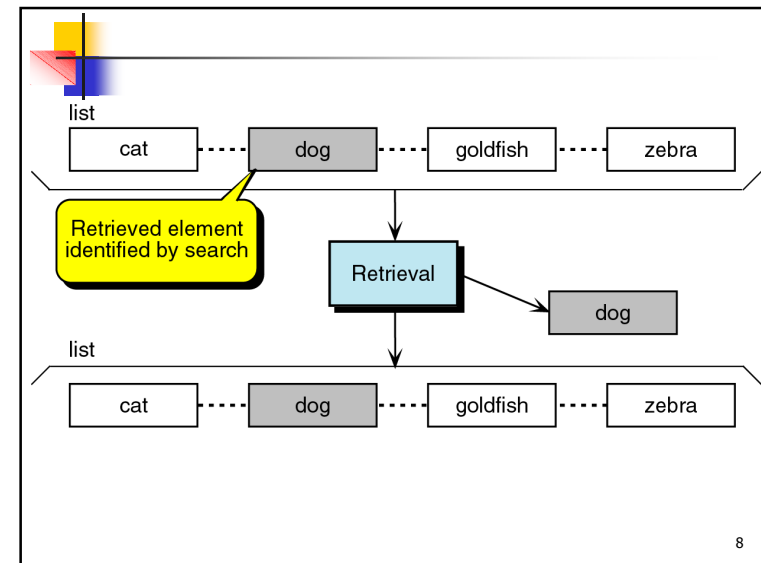 list
cat dog goldfish zebra
Retrieved element
identified by search
Retrieval
dog
list
cat dog goldfish zebra
8